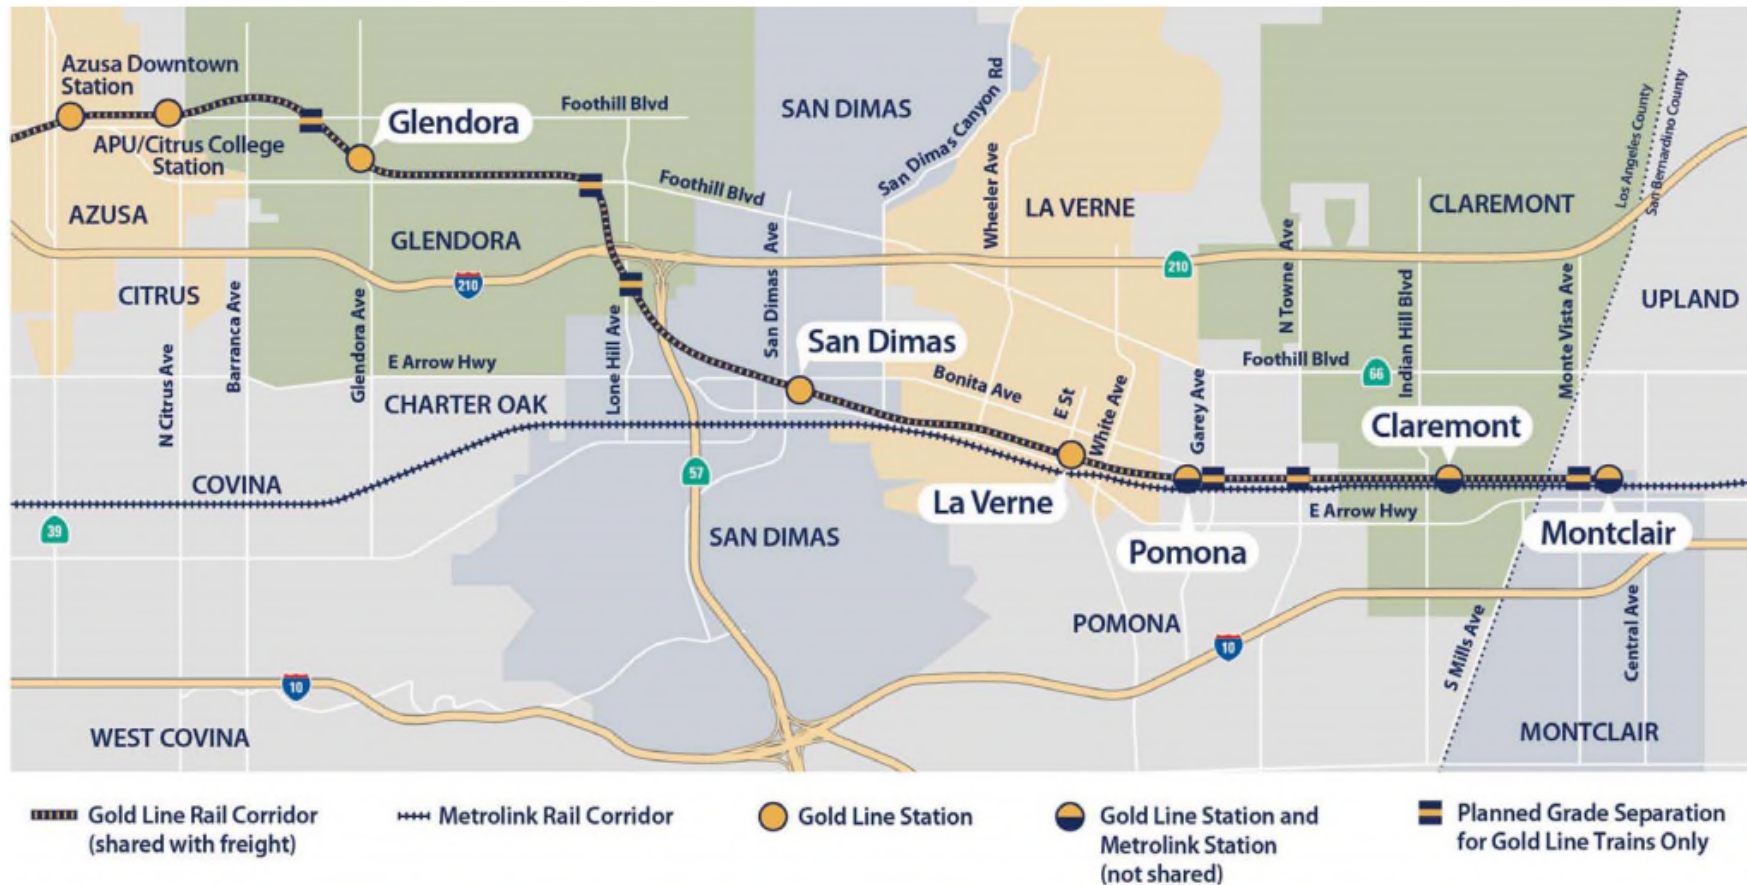 Azusa Downtown
Station
APU/Citrus College
Station
Glendora
Foothill Blvd
SAN DIMAS
San Dimas Canyon Rd
Wheeler Ave
LA VERNE
Los Angeles County
San Bernardino County
CLAREMONT
AZUSA
GLENDORA
Foothill Blvd
San Dimas Ave
N Towne Ave
210
210
CITRUS
UPLAND
N Citrus Ave
Barranca Ave
Glendora Ave
E Arrow Hwy
Lone Hill Ave
San Dimas
Bonita Ave
E St
White Ave
Garey Ave
Foothill Blvd
66
Indian Hill Blvd
Monte Vista Ave
CHARTER OAK
Claremont
COVINA
57
La Verne
39
SAN DIMAS
Pomona
E Arrow Hwy
Montclair
POMONA
10
10
S Mills Ave
Central Ave
WEST COVINA
MONTCLAIR
Gold Line Rail Corridor
(shared with freight)
Metrolink Rail Corridor
Gold Line Station
Gold Line Station and
Metrolink Station
(not shared)
Planned Grade Separation
for Gold Line Trains Only